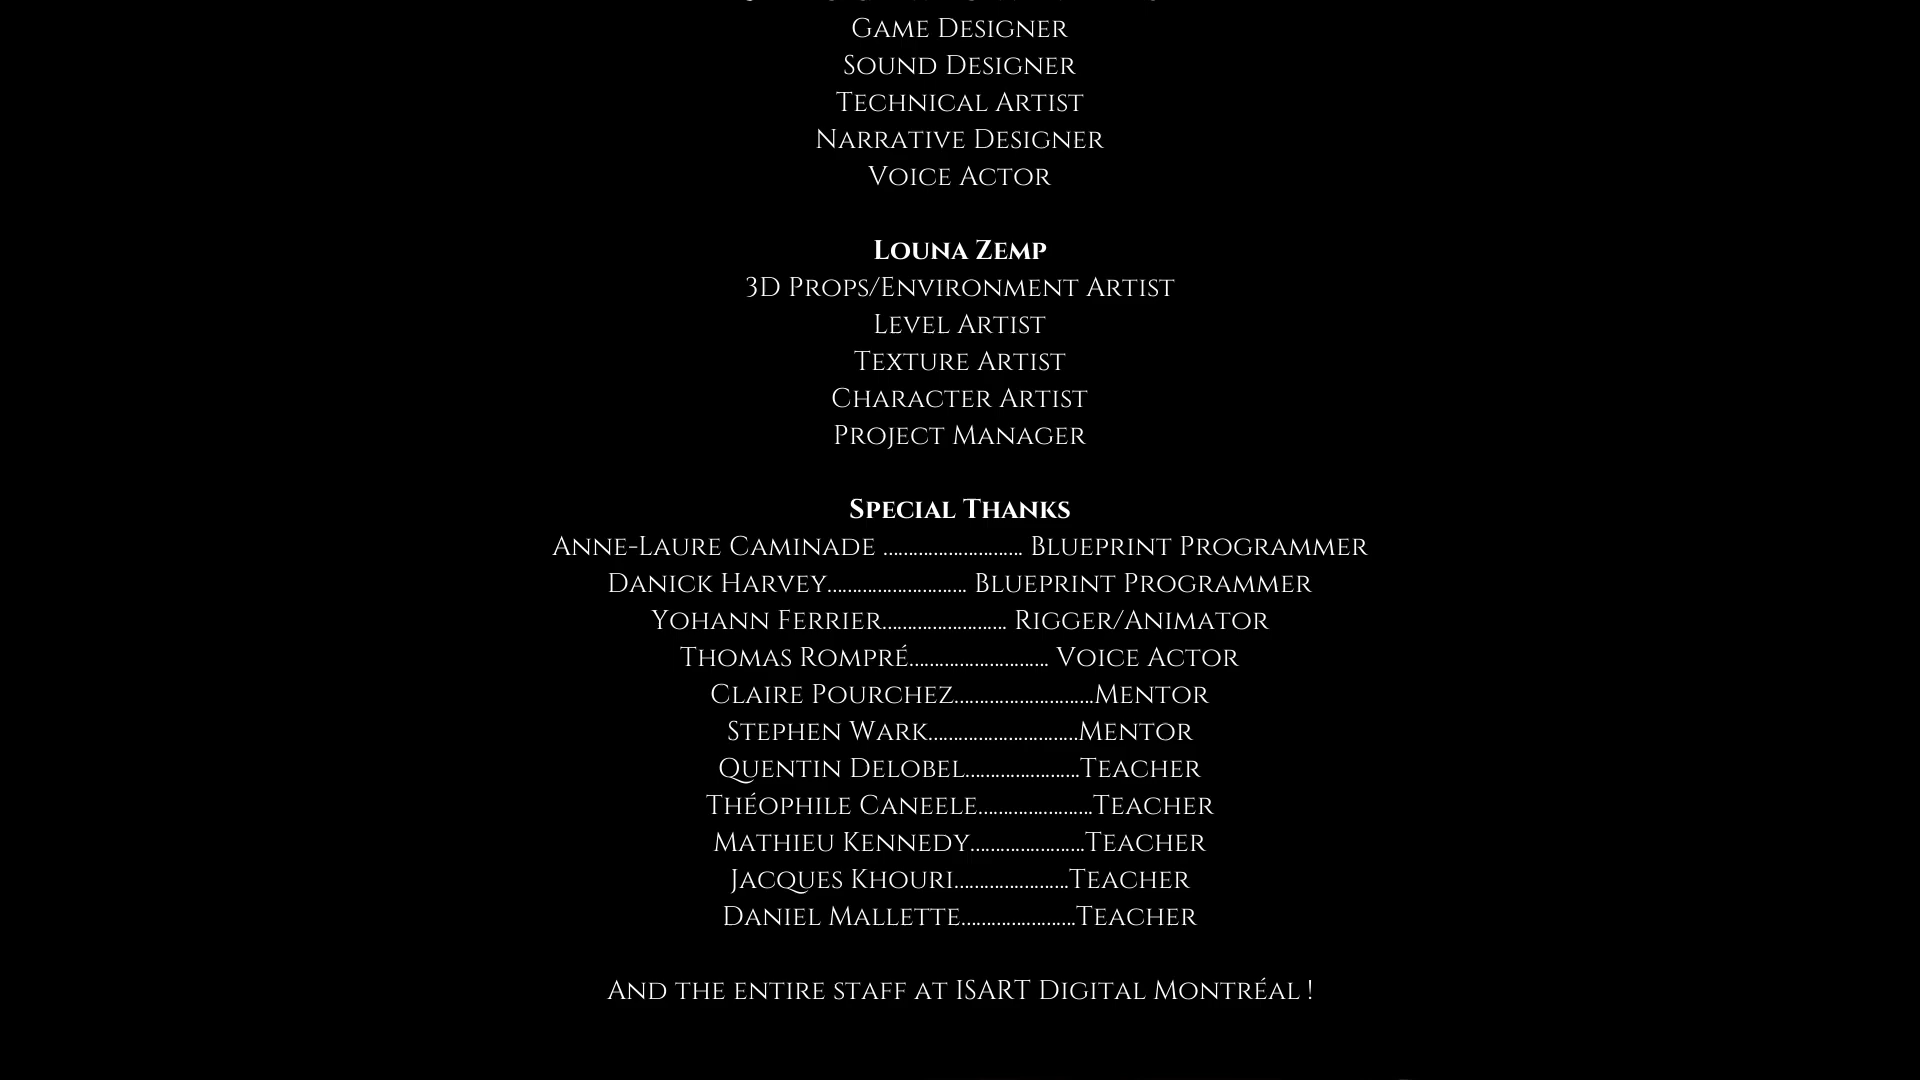 Game Designer
Sound Designer
Technical Artist
Narrative Designer
Voice Actor
Louna Zemp
3D Props/Environment Artist
Level Artist
Texture Artist
Character Artist
Project Manager
Special Thanks
Anne-Laure Caminade ............................ Blueprint Programmer
Danick Harvey............................ Blueprint Programmer
Yohann Ferrier......................... Rigger/Animator
Thomas Rompré............................ Voice Actor
Claire Pourchez............................Mentor
Stephen Wark..............................Mentor
Quentin Delobel.......................Teacher
Théophile Caneele.......................Teacher
Mathieu Kennedy.......................Teacher
Jacques Khouri.......................Teacher
Daniel Mallette.......................Teacher
And the entire staff at ISART Digital Montréal !